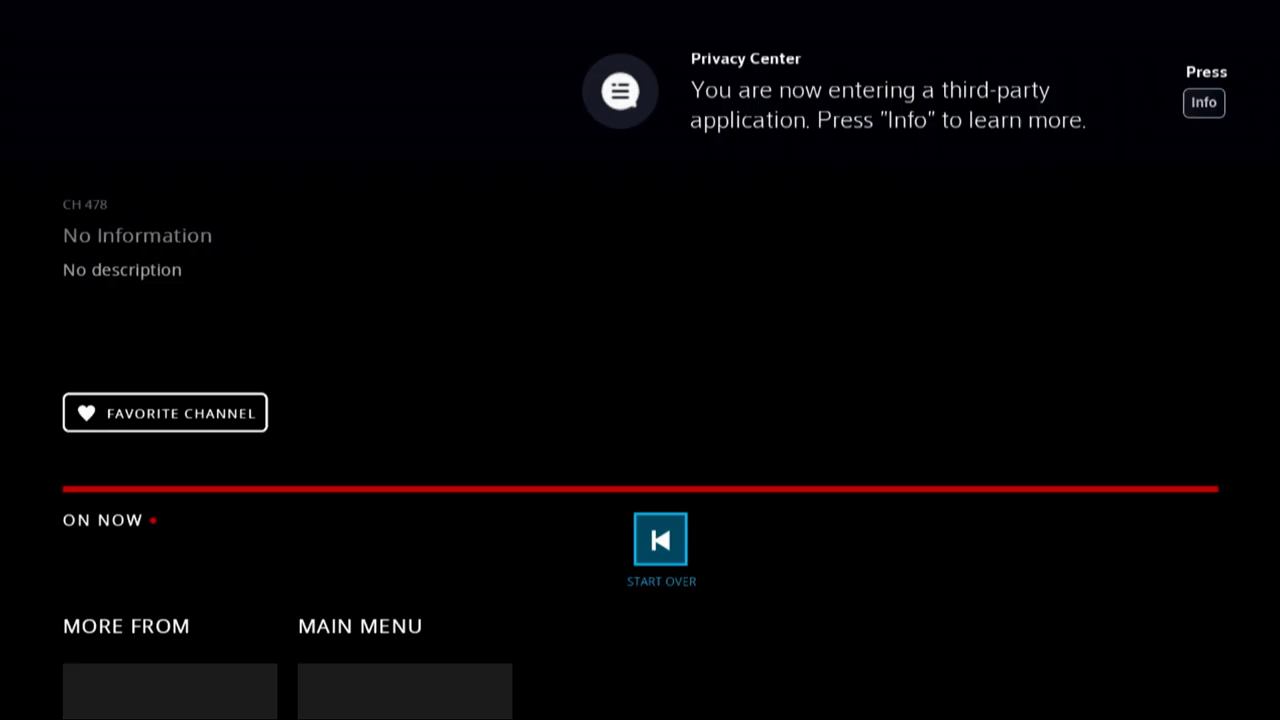 Privacy Center
You are now entering a third-party
application. Press "Info" to learn more.
Press
Info
CH 478
No Information
No description
FAVORITE CHANNEL
ON NOW
START OVER
MORE FROM
MAIN MENU